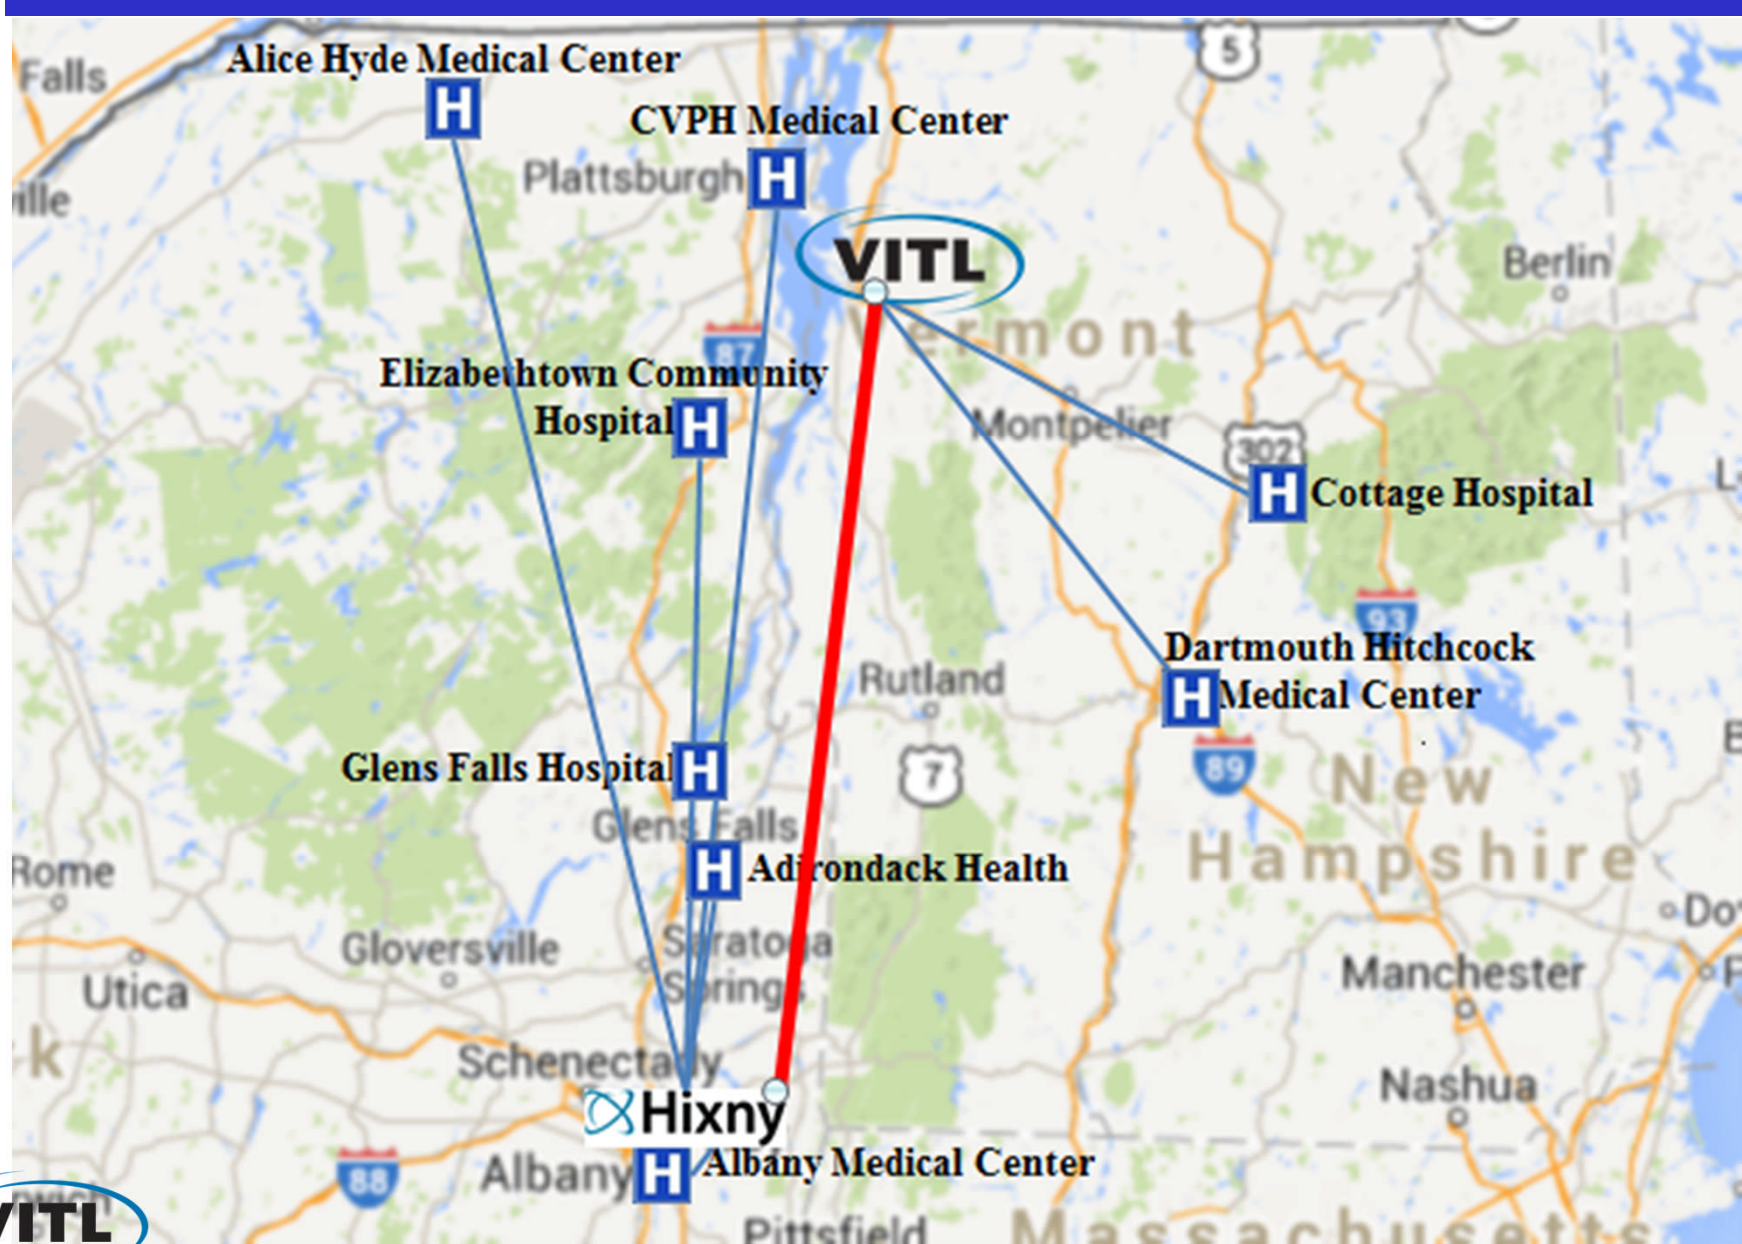 5
Alice Hyde Medical Center
Falls
CVPH Medical Center
Plattsburgh
ville
VITL
Berlin
Vermont
87
Elizabethtown Community
Hospital
Montpelier
302
Cottage Hospital
93
Dartmouth Hitchcock
Medical Center
Rutland
Glens Falls Hospital
7
89
New
Hampshire
Glens Falls
Adirondack Health
Rome
Saratoga
Springs
Gloversville
Utica
Manchester
Schenectady
k
Nashua
Hixny
Albany Medical Center
Albany
88
VITL
Pittsfield
Massachusetts
H
H
H
H
H
H
H
H